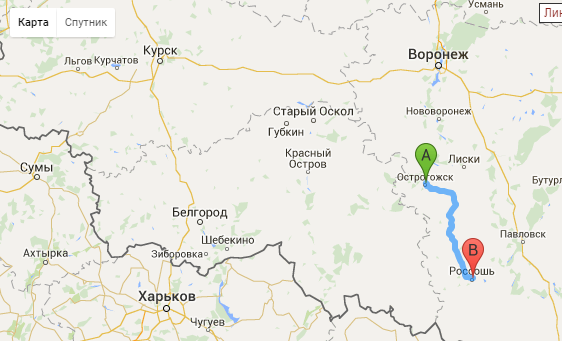 Усмань
Лин
Карта
Спутник
Курск
Воронеж
Льгов
Курчатов
Старый Оскол
Губкин
Нововоронеж
Красный
Остров
A
Лиски
Сумы
Острогожск
Бутурл
Белгород
Павловск
Шебекино
B
Ахтырка
Зиборовка
Россошь
Харьков
Чугуев